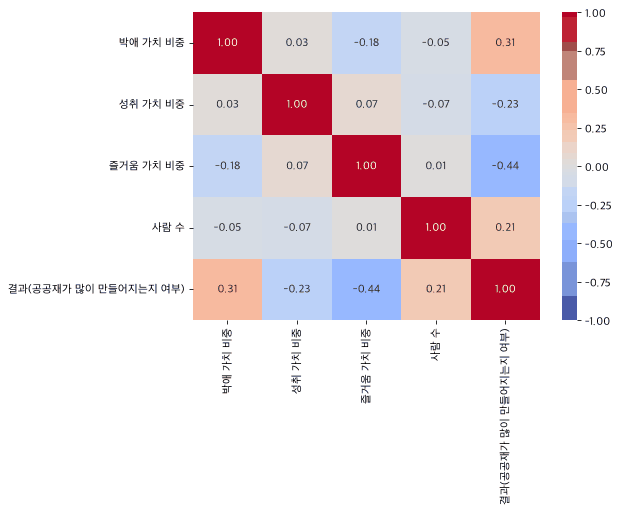 박애 가치 비중 1.00 0.03 -0.18 -0.05 0.31
성취 가치 비중 0.03 1.00 0.07 -0.07 -0.23
즐거움 가치 비중 -0.18 0.07 1.00 0.01 -0.44
사람 수 -0.05 -0.07 0.01 1.00 0.21
결과(공공재가 많이 만들어지는지 여부) 0.31 -0.23 -0.44 0.21 1.00
박애 가치 비중
성취 가치 비중
즐거움 가치 비중
사람 수
결과(공공재가 많이 만들어지는지 여부)
1.00
0.75
0.50
0.25
0.00
-0.25
-0.50
-0.75
-1.00